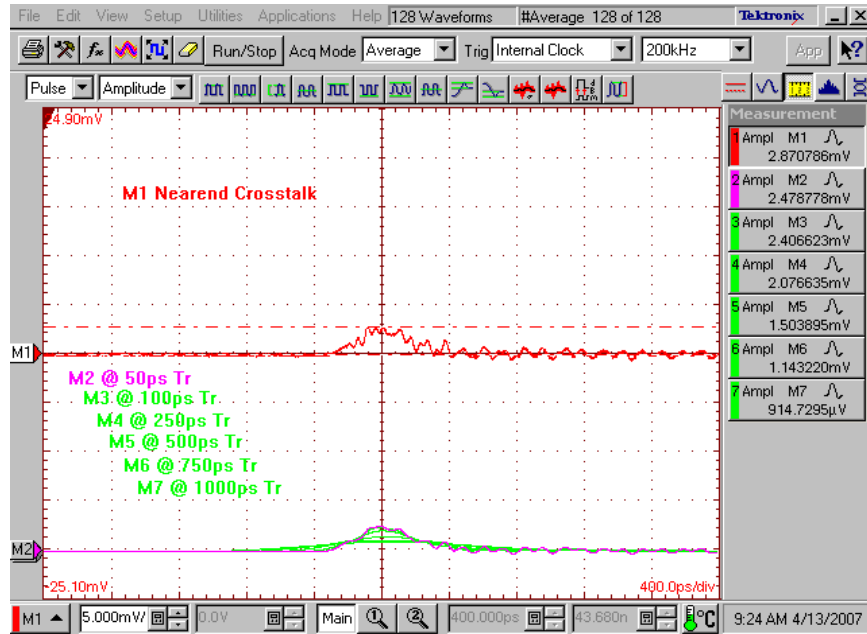 File Edit View Setup Utilities Applications Help 128 Waveforms #Average 128 of 128 Tektronix
Run/Stop Acq Mode Average Trig Internal Clock 200kHz App
Pulse Amplitude
24.90mV
M1 Nearend Crosstalk
M1
M2 @ 50ps Tr
M3 @ 100ps Tr
M4 @ 250ps Tr
M5 @ 500ps Tr
M6 @ 750ps Tr
M7 @ 1000ps Tr
M2
-25.10mV
400.0ps/div
Measurement
1 Ampl M1
2.870786mV
2 Ampl M2
2.478778mV
3 Ampl M3
2.406623mV
4 Ampl M4
2.076635mV
5 Ampl M5
1.503895mV
6 Ampl M6
1.143220mV
7 Ampl M7
914.7295µV
M1 5.000mV/ 0.0V Main 400.000ps 43.680n °C 9:24 AM 4/13/2007